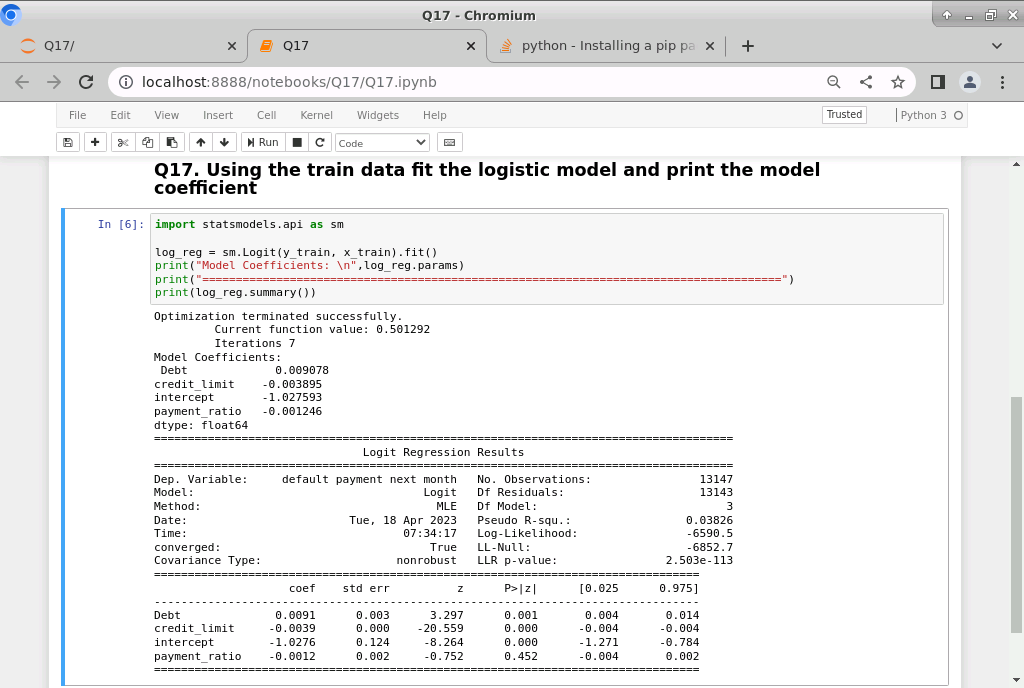 Q17 - Chromium
Q17/
Q17
python - Installing a pip pa
localhost:8888/notebooks/Q17/Q17.ipynb
File Edit View Insert Cell Kernel Widgets Help Trusted Python 3
Run Code
Q17. Using the train data fit the logistic model and print the model
coefficient
In [6]: import statsmodels.api as sm
log_reg = sm.Logit(y_train, x_train).fit()
print("Model Coefficients: \n",log_reg.params)
print("======================================================================================")
print(log_reg.summary())
Optimization terminated successfully.
Current function value: 0.501292
Iterations 7
Model Coefficients:
Debt 0.009078
credit_limit -0.003895
intercept -1.027593
payment_ratio -0.001246
dtype: float64
======================================================================================
Logit Regression Results
======================================================================================
Dep. Variable: default payment next month No. Observations: 13147
Model: Logit Df Residuals: 13143
Method: MLE Df Model: 3
Date: Tue, 18 Apr 2023 Pseudo R-squ.: 0.03826
Time: 07:34:17 Log-Likelihood: -6590.5
converged: True LL-Null: -6852.7
Covariance Type: nonrobust LLR p-value: 2.503e-113
=================================================================================
coef std err z P>|z| [0.025 0.975]
---------------------------------------------------------------------------------
Debt 0.0091 0.003 3.297 0.001 0.004 0.014
credit_limit -0.0039 0.000 -20.559 0.000 -0.004 -0.004
intercept -1.0276 0.124 -8.264 0.000 -1.271 -0.784
payment_ratio -0.0012 0.002 -0.752 0.452 -0.004 0.002
=================================================================================